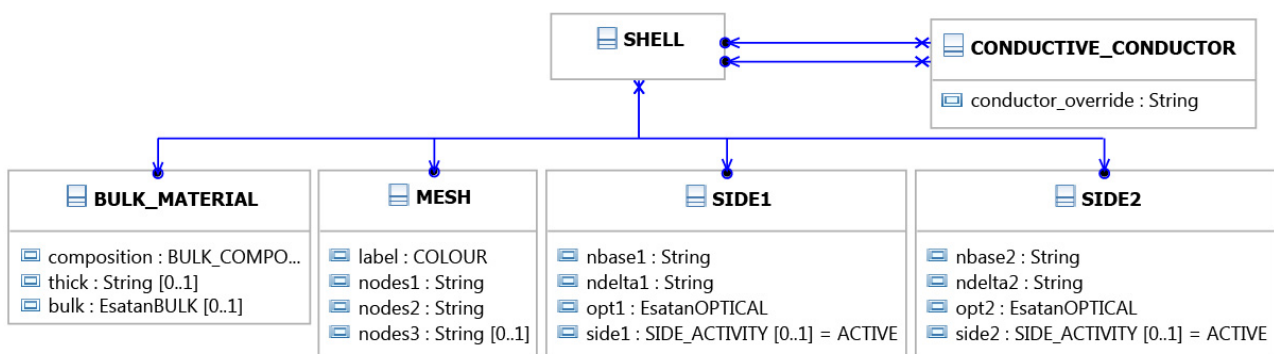 SHELL
CONDUCTIVE_CONDUCTOR
conductor_override : String
BULK_MATERIAL
composition : BULK_COMPO...
thick : String [0..1]
bulk : EsatanBULK [0..1]
MESH
label : COLOUR
nodes1 : String
nodes2 : String
nodes3 : String [0..1]
SIDE1
nbase1 : String
ndelta1 : String
opt1 : EsatanOPTICAL
side1 : SIDE_ACTIVITY [0..1] = ACTIVE
SIDE2
nbase2 : String
ndelta2 : String
opt2 : EsatanOPTICAL
side2 : SIDE_ACTIVITY [0..1] = ACTIVE